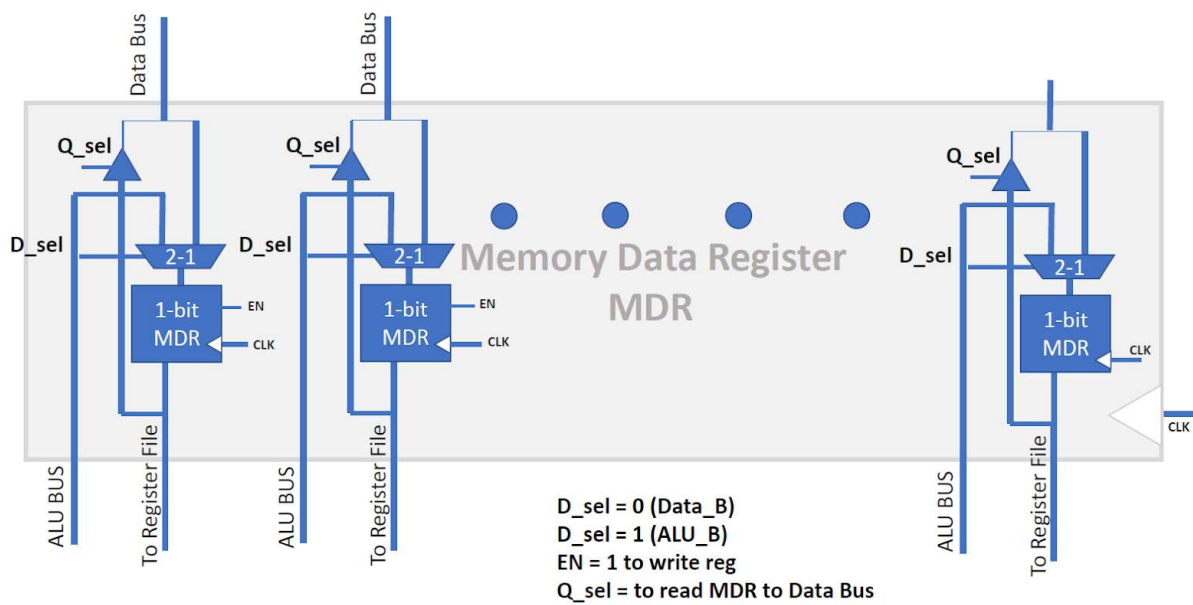 Data Bus
Data Bus
Q_sel
Q_sel
Q_sel
D_sel
D_sel
D_sel
2-1
2-1
2-1
Memory Data Register
MDR
1-bit
MDR
EN
CLK
1-bit
MDR
EN
CLK
1-bit
MDR
CLK
CLK
ALU BUS
To Register File
ALU BUS
To Register File
ALU BUS
To Register File
D_sel = 0 (Data_B)
D_sel = 1 (ALU_B)
EN = 1 to write reg
Q_sel = to read MDR to Data Bus